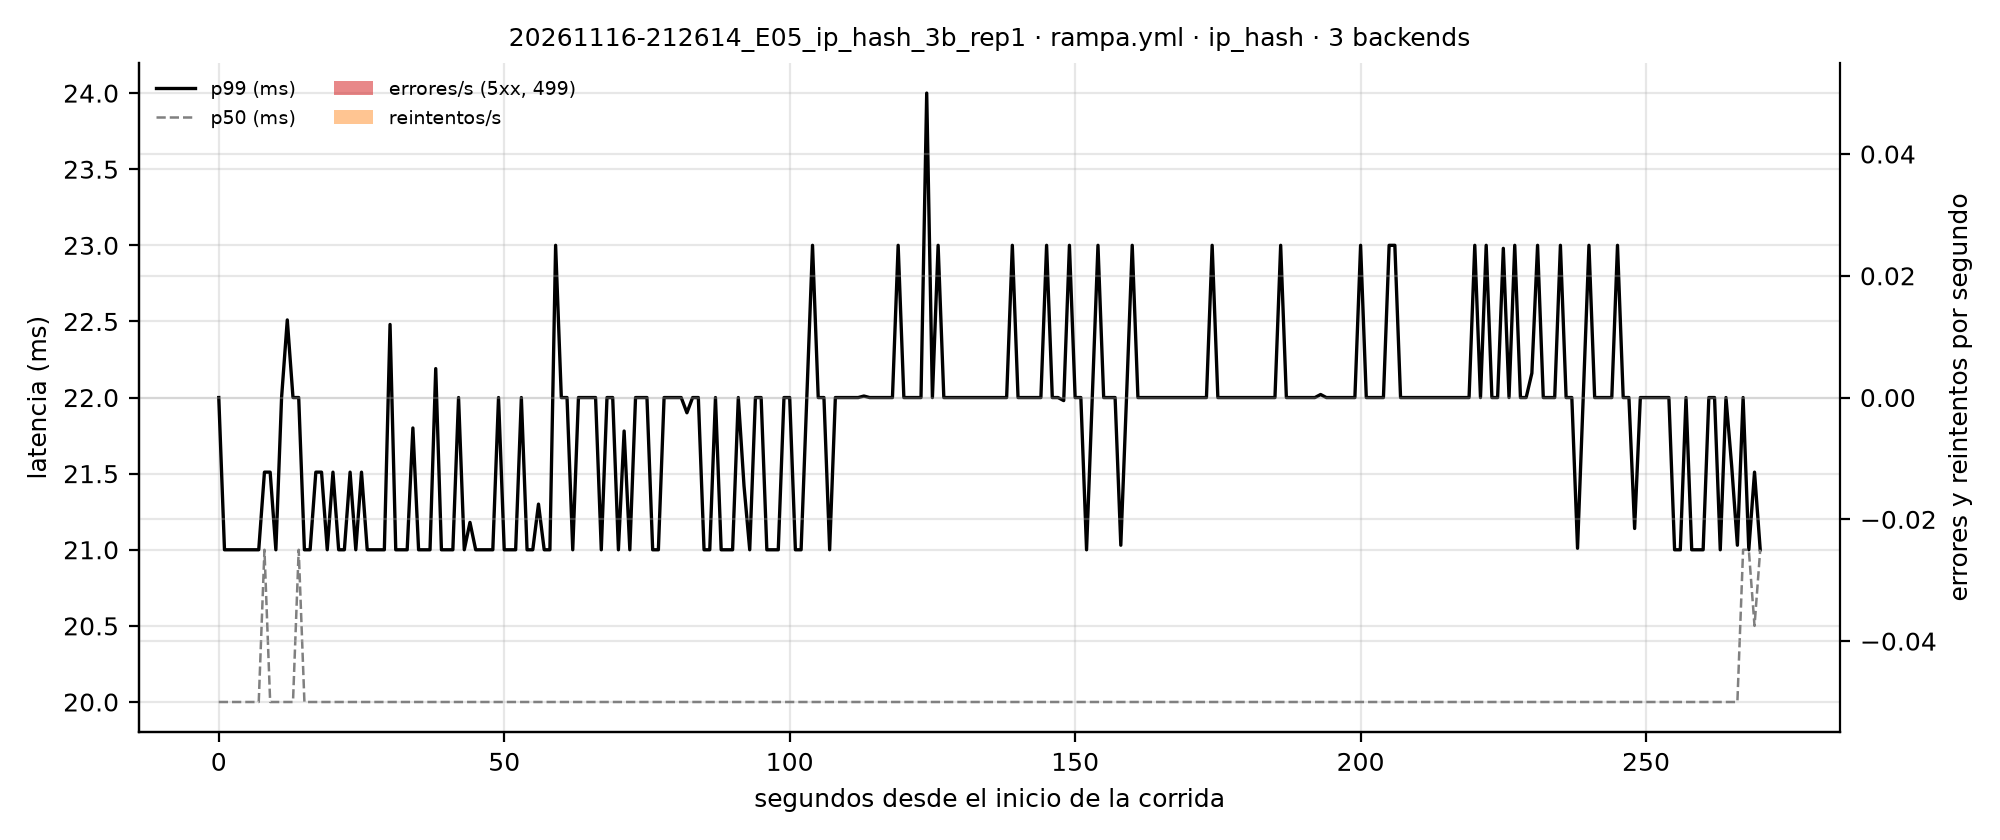 20261116-212614_E05_ip_hash_3b_rep1 · rampa.yml · ip_hash · 3 backends
p99 (ms)
p50 (ms)
errores/s (5xx, 499)
reintentos/s
latencia (ms)
24.0
23.5
23.0
22.5
22.0
21.5
21.0
20.5
20.0
0.04
0.02
0.00
−0.02
−0.04
errores y reintentos por segundo
0 50 100 150 200 250
segundos desde el inicio de la corrida